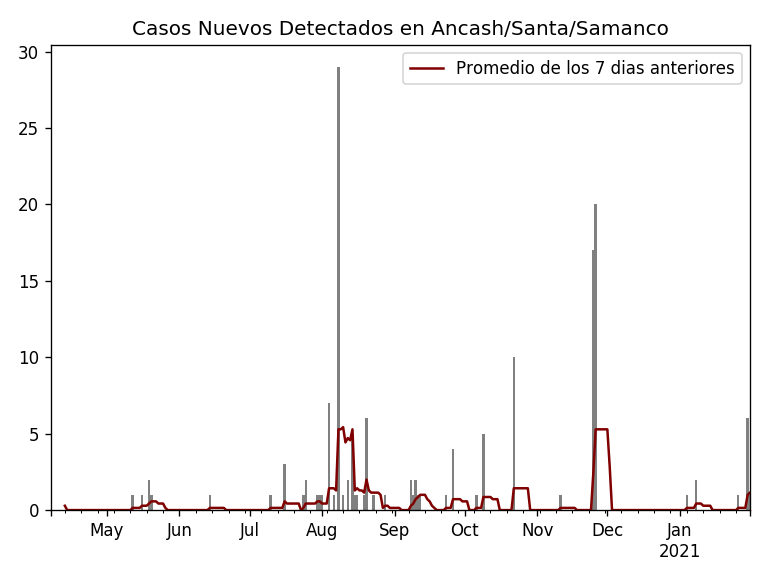 Casos Nuevos Detectados en Ancash/Santa/Samanco
Promedio de los 7 dias anteriores
30
25
20
15
10
5
0
May Jun Jul Aug Sep Oct Nov Dec Jan
2021